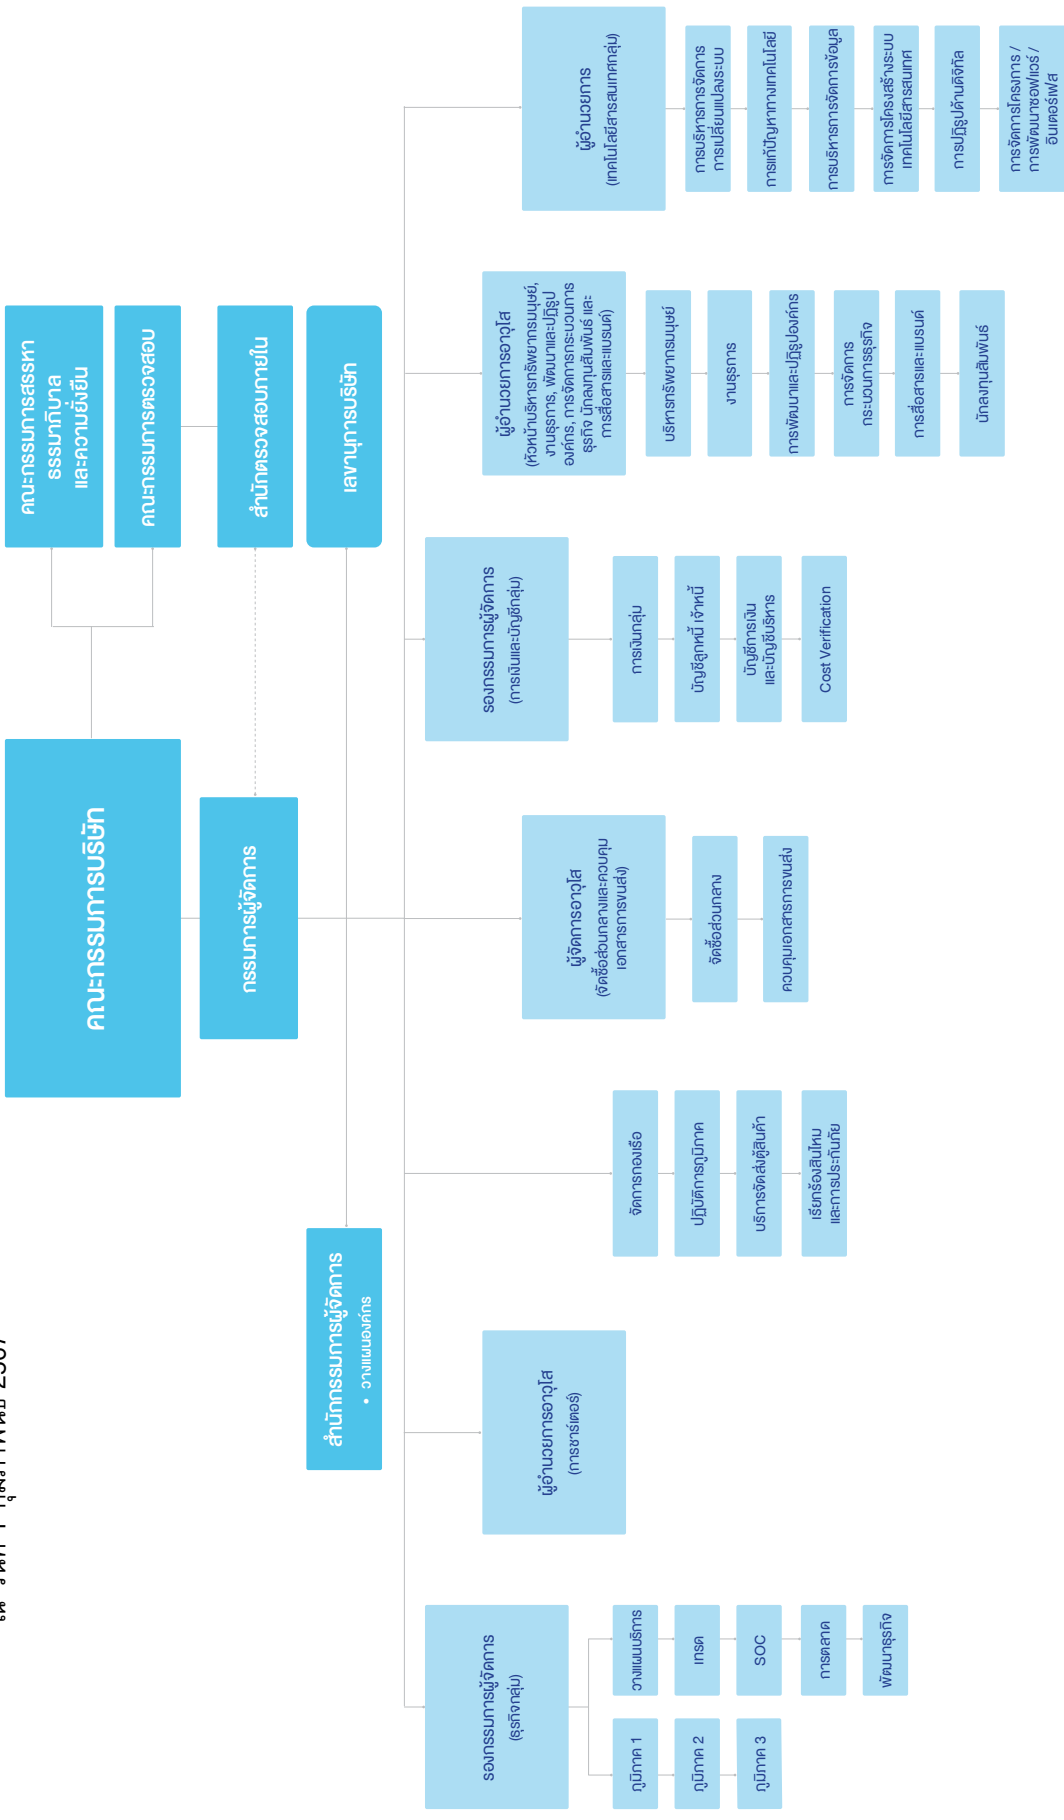 คณะกรรมการบริษัท
คณะกรรมการสรรหา
ธรรมาภิบาล
และความยั่งยืน
คณะกรรมการตรวจสอบ
กรรมการผู้จัดการ
สำนักตรวจสอบภายใน
สำนักกรรมการผู้จัดการ
• วางแผนองค์กร
เลขานุการบริษัท
รองกรรมการผู้จัดการ
(ธุรกิจกลุ่ม)
ภูมิภาค 1
ภูมิภาค 2
ภูมิภาค 3
วางแผนบริการ
เทรด
SOC
การตลาด
พัฒนาธุรกิจ
ผู้อำนวยการอาวุโส
(การชาร์เตอร์)
จัดการกองเรือ
ปฏิบัติการภูมิภาค
บริการจัดส่งตู้สินค้า
เรียกร้องสินไหม
และการประกันภัย
ผู้จัดการอาวุโส
(จัดซื้อส่วนกลางและควบคุม
เอกสารการขนส่ง)
จัดซื้อส่วนกลาง
ควบคุมเอกสารการขนส่ง
รองกรรมการผู้จัดการ
(การเงินและบัญชีกลุ่ม)
การเงินกลุ่ม
บัญชีลูกหนี้ เจ้าหนี้
บัญชีการเงิน
และบัญชีบริหาร
Cost Verification
ผู้อำนวยการอาวุโส
(หัวหน้าบริหารทรัพยากรมนุษย์,
งานธุรการ, พัฒนาและปฏิรูป
องค์กร, การจัดการกระบวนการ
ธุรกิจ นักลงทุนสัมพันธ์ และ
การสื่อสารและแบรนด์)
บริหารทรัพยากรมนุษย์
งานธุรการ
การพัฒนาและปฏิรูปองค์กร
การจัดการ
กระบวนการธุรกิจ
การสื่อสารและแบรนด์
นักลงทุนสัมพันธ์
ผู้อำนวยการ
(เทคโนโลยีสารสนเทศกลุ่ม)
การบริหารการจัดการ
การเปลี่ยนแปลงระบบ
การแก้ปัญหาทางเทคโนโลยี
การบริหารการจัดการข้อมูล
การจัดการโครงสร้างระบบ
เทคโนโลยีสารสนเทศ
การปฏิรูปด้านดิจิทัล
การจัดการโครงการ /
การพัฒนาซอฟแวร์ /
อินเตอร์เฟส